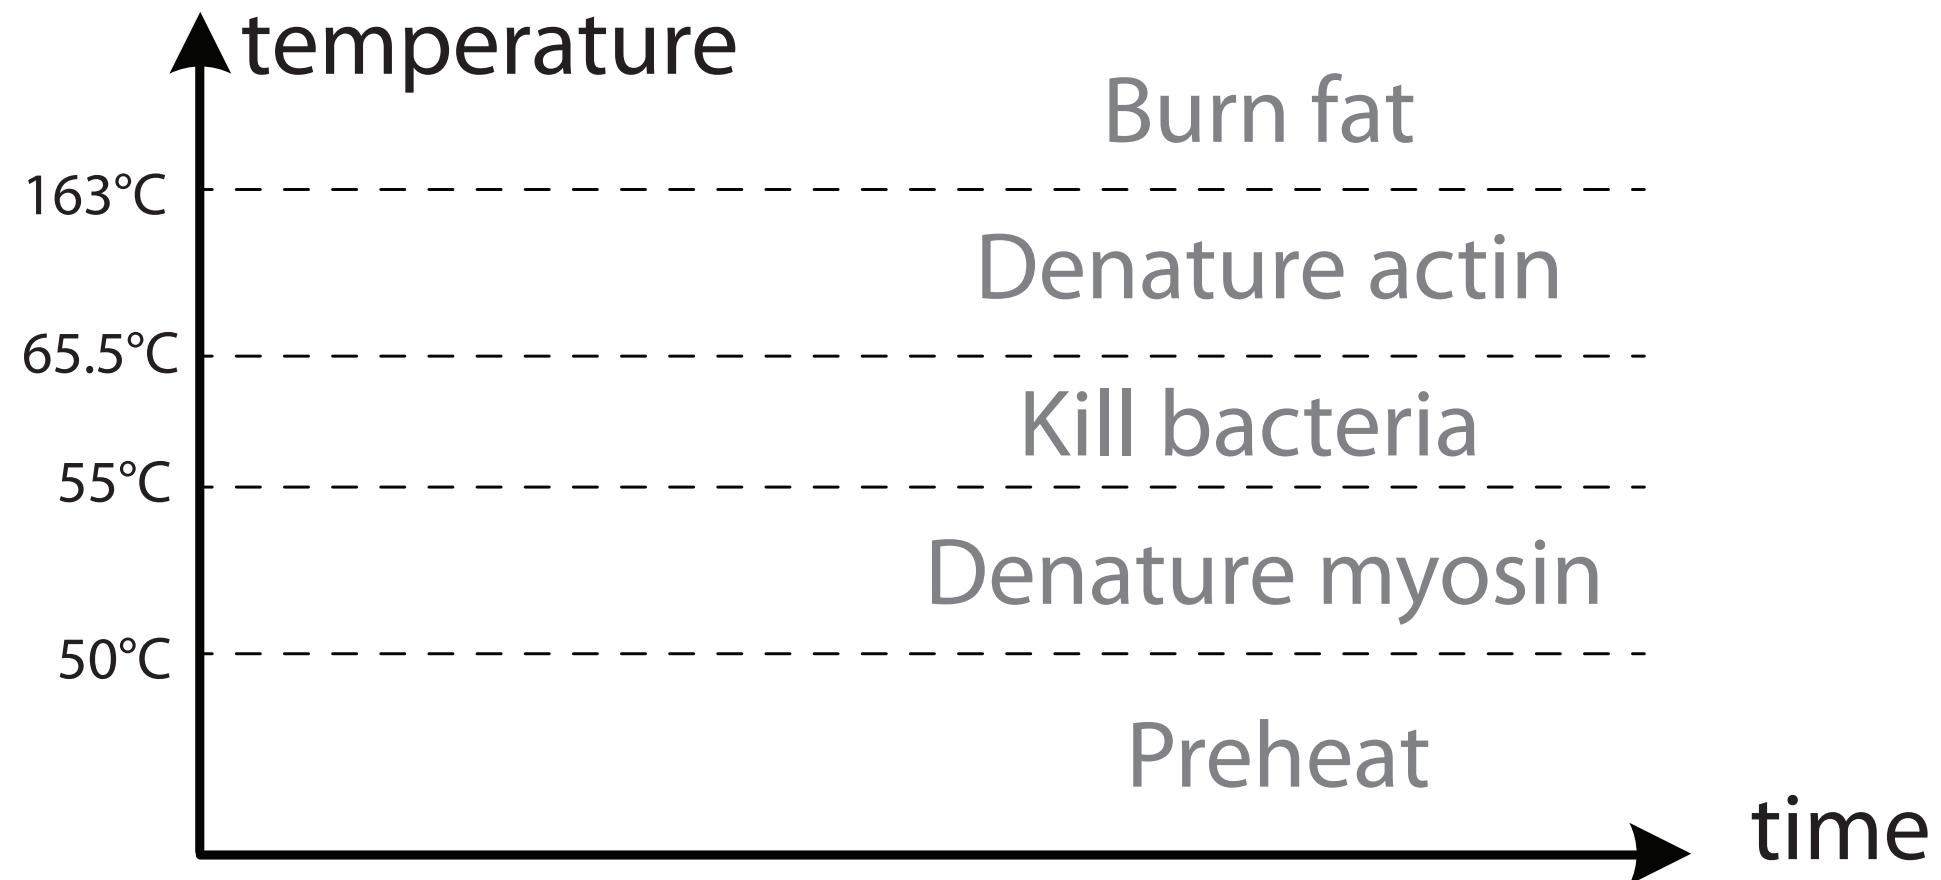 temperature
Burn fat
163°C
Denature actin
65.5°C
Kill bacteria
55°C
Denature myosin
50°C
Preheat
time